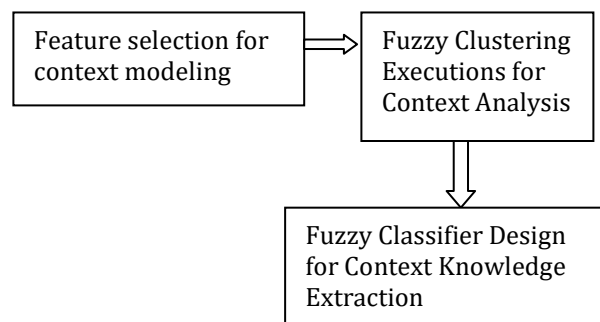 Feature selection for
context modeling
Fuzzy Clustering
Executions for
Context Analysis
Fuzzy Classifier Design
for Context Knowledge
Extraction